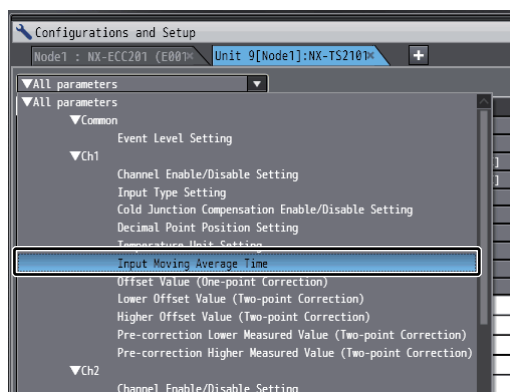 Configurations and Setup
Node1 : NX-ECC201 (E001
Unit 9[Node1]:NX-TS2101
▼All parameters
▼All parameters
▼Common
Event Level Setting
▼Ch1
Channel Enable/Disable Setting
Input Type Setting
Cold Junction Compensation Enable/Disable Setting
Decimal Point Position Setting
Temperature Unit Setting
Input Moving Average Time
Offset Value (One-point Correction)
Lower Offset Value (Two-point Correction)
Higher Offset Value (Two-point Correction)
Pre-correction Lower Measured Value (Two-point Correction)
Pre-correction Higher Measured Value (Two-point Correction)
▼Ch2
Channel Enable/Disable Setting